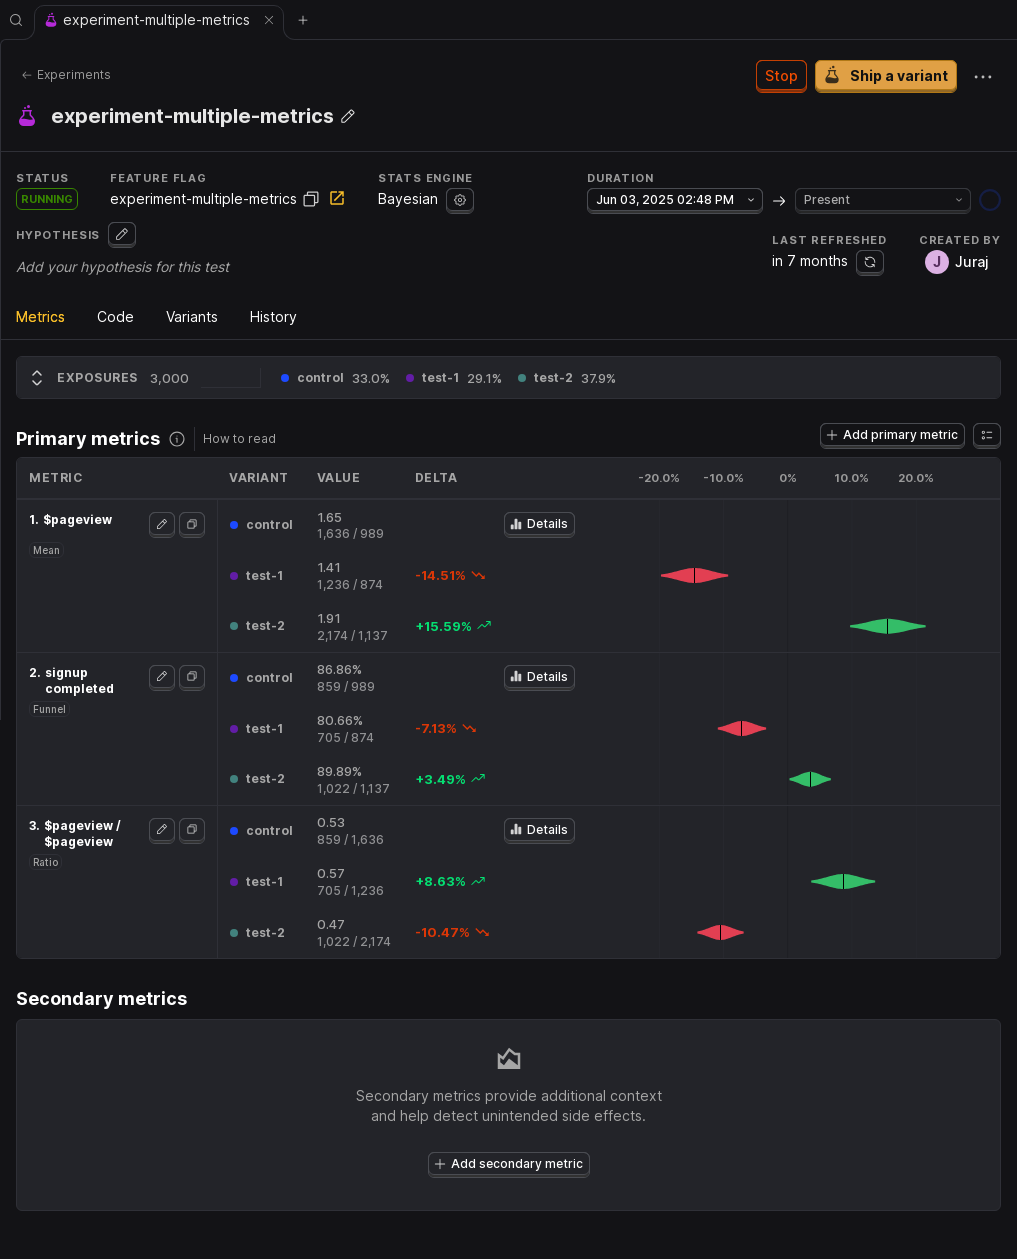 experiment-multiple-metrics
Experiments
Stop
Ship a variant
experiment-multiple-metrics
STATUS
FEATURE FLAG
STATS ENGINE
DURATION
RUNNING
experiment-multiple-metrics
Bayesian
Jun 03, 2025 02:48 PM
Present
HYPOTHESIS
LAST REFRESHED
CREATED BY
Add your hypothesis for this test
in 7 months
J
Juraj
Metrics
Code
Variants
History
EXPOSURES 3,000
control 33.0%
test-1 29.1%
test-2 37.9%
Primary metrics
How to read
Add primary metric
METRIC
VARIANT
VALUE
DELTA
-20.0%
-10.0%
0%
10.0%
20.0%
1. $pageview
Mean
control
1.65
1,636 / 989
Details
test-1
1.41
1,236 / 874
-14.51%
test-2
1.91
2,174 / 1,137
+15.59%
2. signup
completed
Funnel
control
86.86%
859 / 989
Details
test-1
80.66%
705 / 874
-7.13%
test-2
89.89%
1,022 / 1,137
+3.49%
3. $pageview /
$pageview
Ratio
control
0.53
859 / 1,636
Details
test-1
0.57
705 / 1,236
+8.63%
test-2
0.47
1,022 / 2,174
-10.47%
Secondary metrics
Secondary metrics provide additional context
and help detect unintended side effects.
Add secondary metric